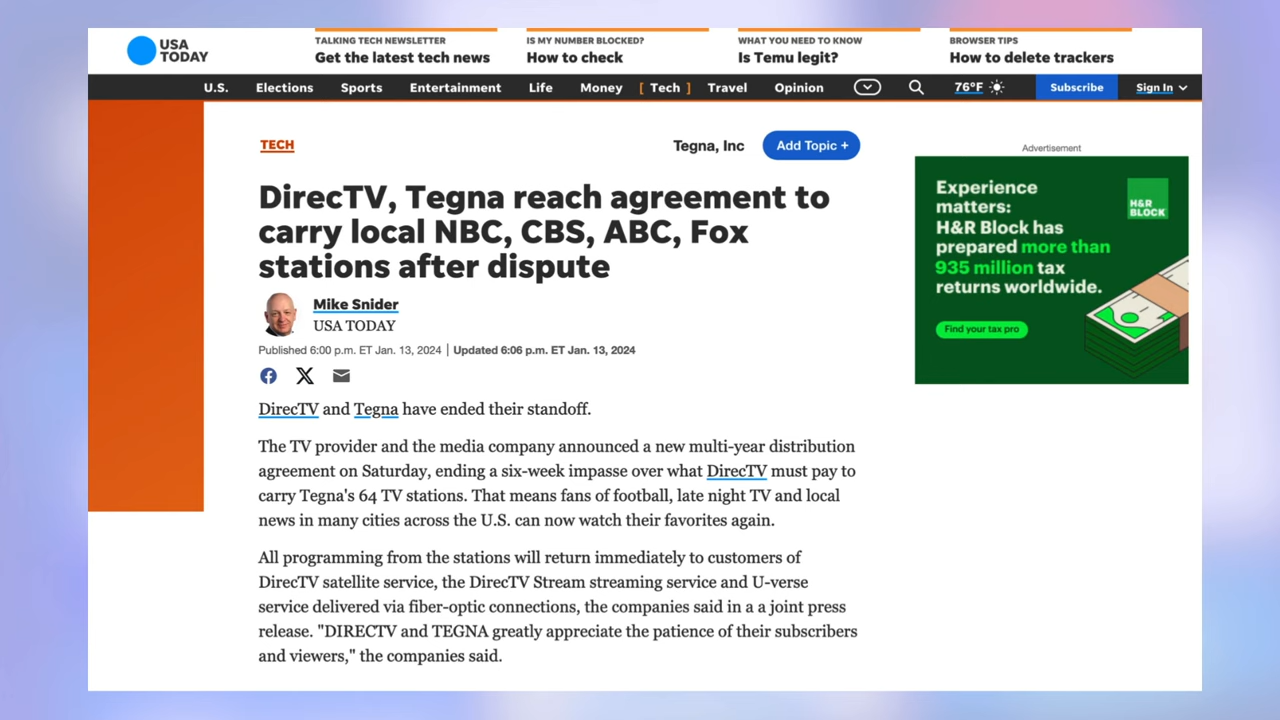 USA
TODAY
TALKING TECH NEWSLETTER
Get the latest tech news
IS MY NUMBER BLOCKED?
How to check
WHAT YOU NEED TO KNOW
Is Temu legit?
BROWSER TIPS
How to delete trackers
U.S. Elections Sports Entertainment Life Money [ Tech ] Travel Opinion 76°F Subscribe Sign In
TECH
Tegna, Inc Add Topic +
DirecTV, Tegna reach agreement to
carry local NBC, CBS, ABC, Fox
stations after dispute
Mike Snider
USA TODAY
Published 6:00 p.m. ET Jan. 13, 2024 | Updated 6:06 p.m. ET Jan. 13, 2024
DirecTV and Tegna have ended their standoff.
The TV provider and the media company announced a new multi-year distribution
agreement on Saturday, ending a six-week impasse over what DirecTV must pay to
carry Tegna's 64 TV stations. That means fans of football, late night TV and local
news in many cities across the U.S. can now watch their favorites again.
All programming from the stations will return immediately to customers of
DirecTV satellite service, the DirecTV Stream streaming service and U-verse
service delivered via fiber-optic connections, the companies said in a a joint press
release. "DIRECTV and TEGNA greatly appreciate the patience of their subscribers
and viewers," the companies said.
Advertisement
Experience
matters:
H&R Block has
prepared more than
935 million tax
returns worldwide.
Find your tax pro
H&R
BLOCK